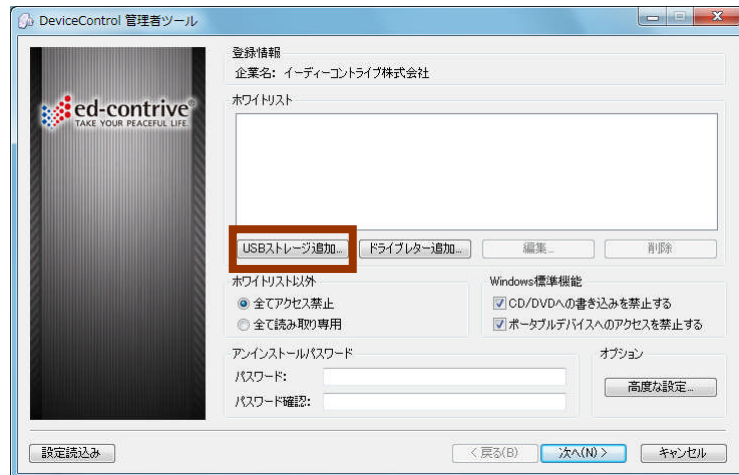 DeviceControl 管理者ツール
ed-contrive®
TAKE YOUR PEACEFUL LIFE.
登録情報
企業名: イーディーコントライブ株式会社
ホワイトリスト
USBストレージ追加...
ドライブレター追加...
編集...
削除
ホワイトリスト以外
全てアクセス禁止
全て読み取り専用
Windows標準機能
CD/DVDへの書き込みを禁止する
ポータブルデバイスへのアクセスを禁止する
アンインストールパスワード
パスワード:
パスワード確認:
オプション
高度な設定...
設定読込み
< 戻る(B)
次へ(N) >
キャンセル